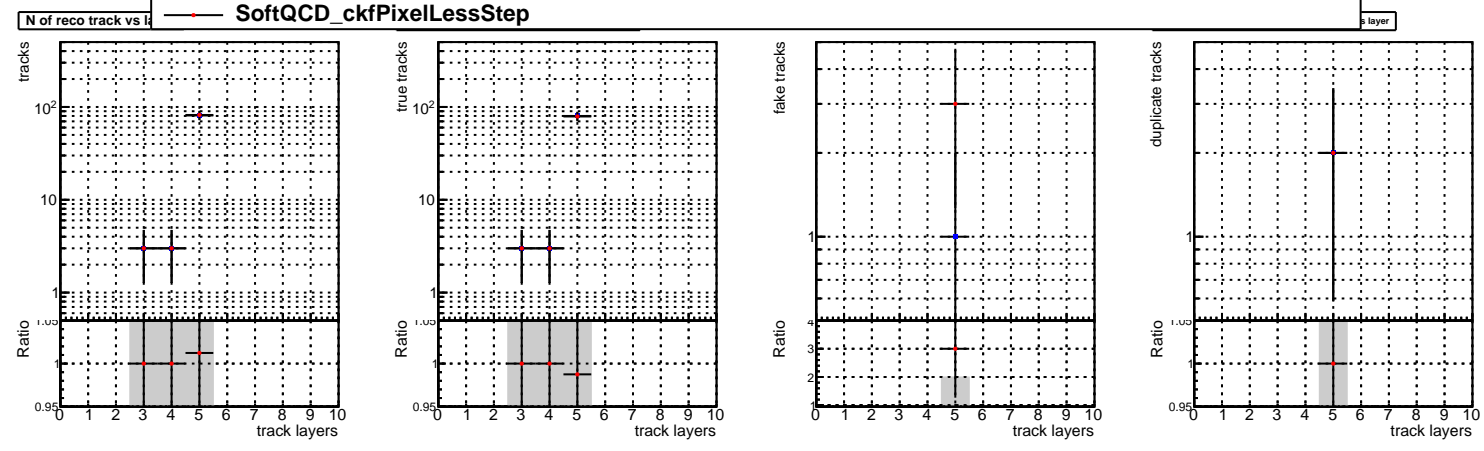 SoftQCD_ckfPixelLessStep
N of reco track vs la
s layer
tracks
10²
10
1
Ratio
1.05
1
0.95
0 1 2 3 4 5 6 7 8 9 10
track layers
true tracks
10²
10
1
Ratio
1.05
1
0.95
0 1 2 3 4 5 6 7 8 9 10
track layers
fake tracks
1
Ratio
4
3
2
1
0 1 2 3 4 5 6 7 8 9 10
track layers
duplicate tracks
1
Ratio
1.05
1
0.95
0 1 2 3 4 5 6 7 8 9 10
track layers